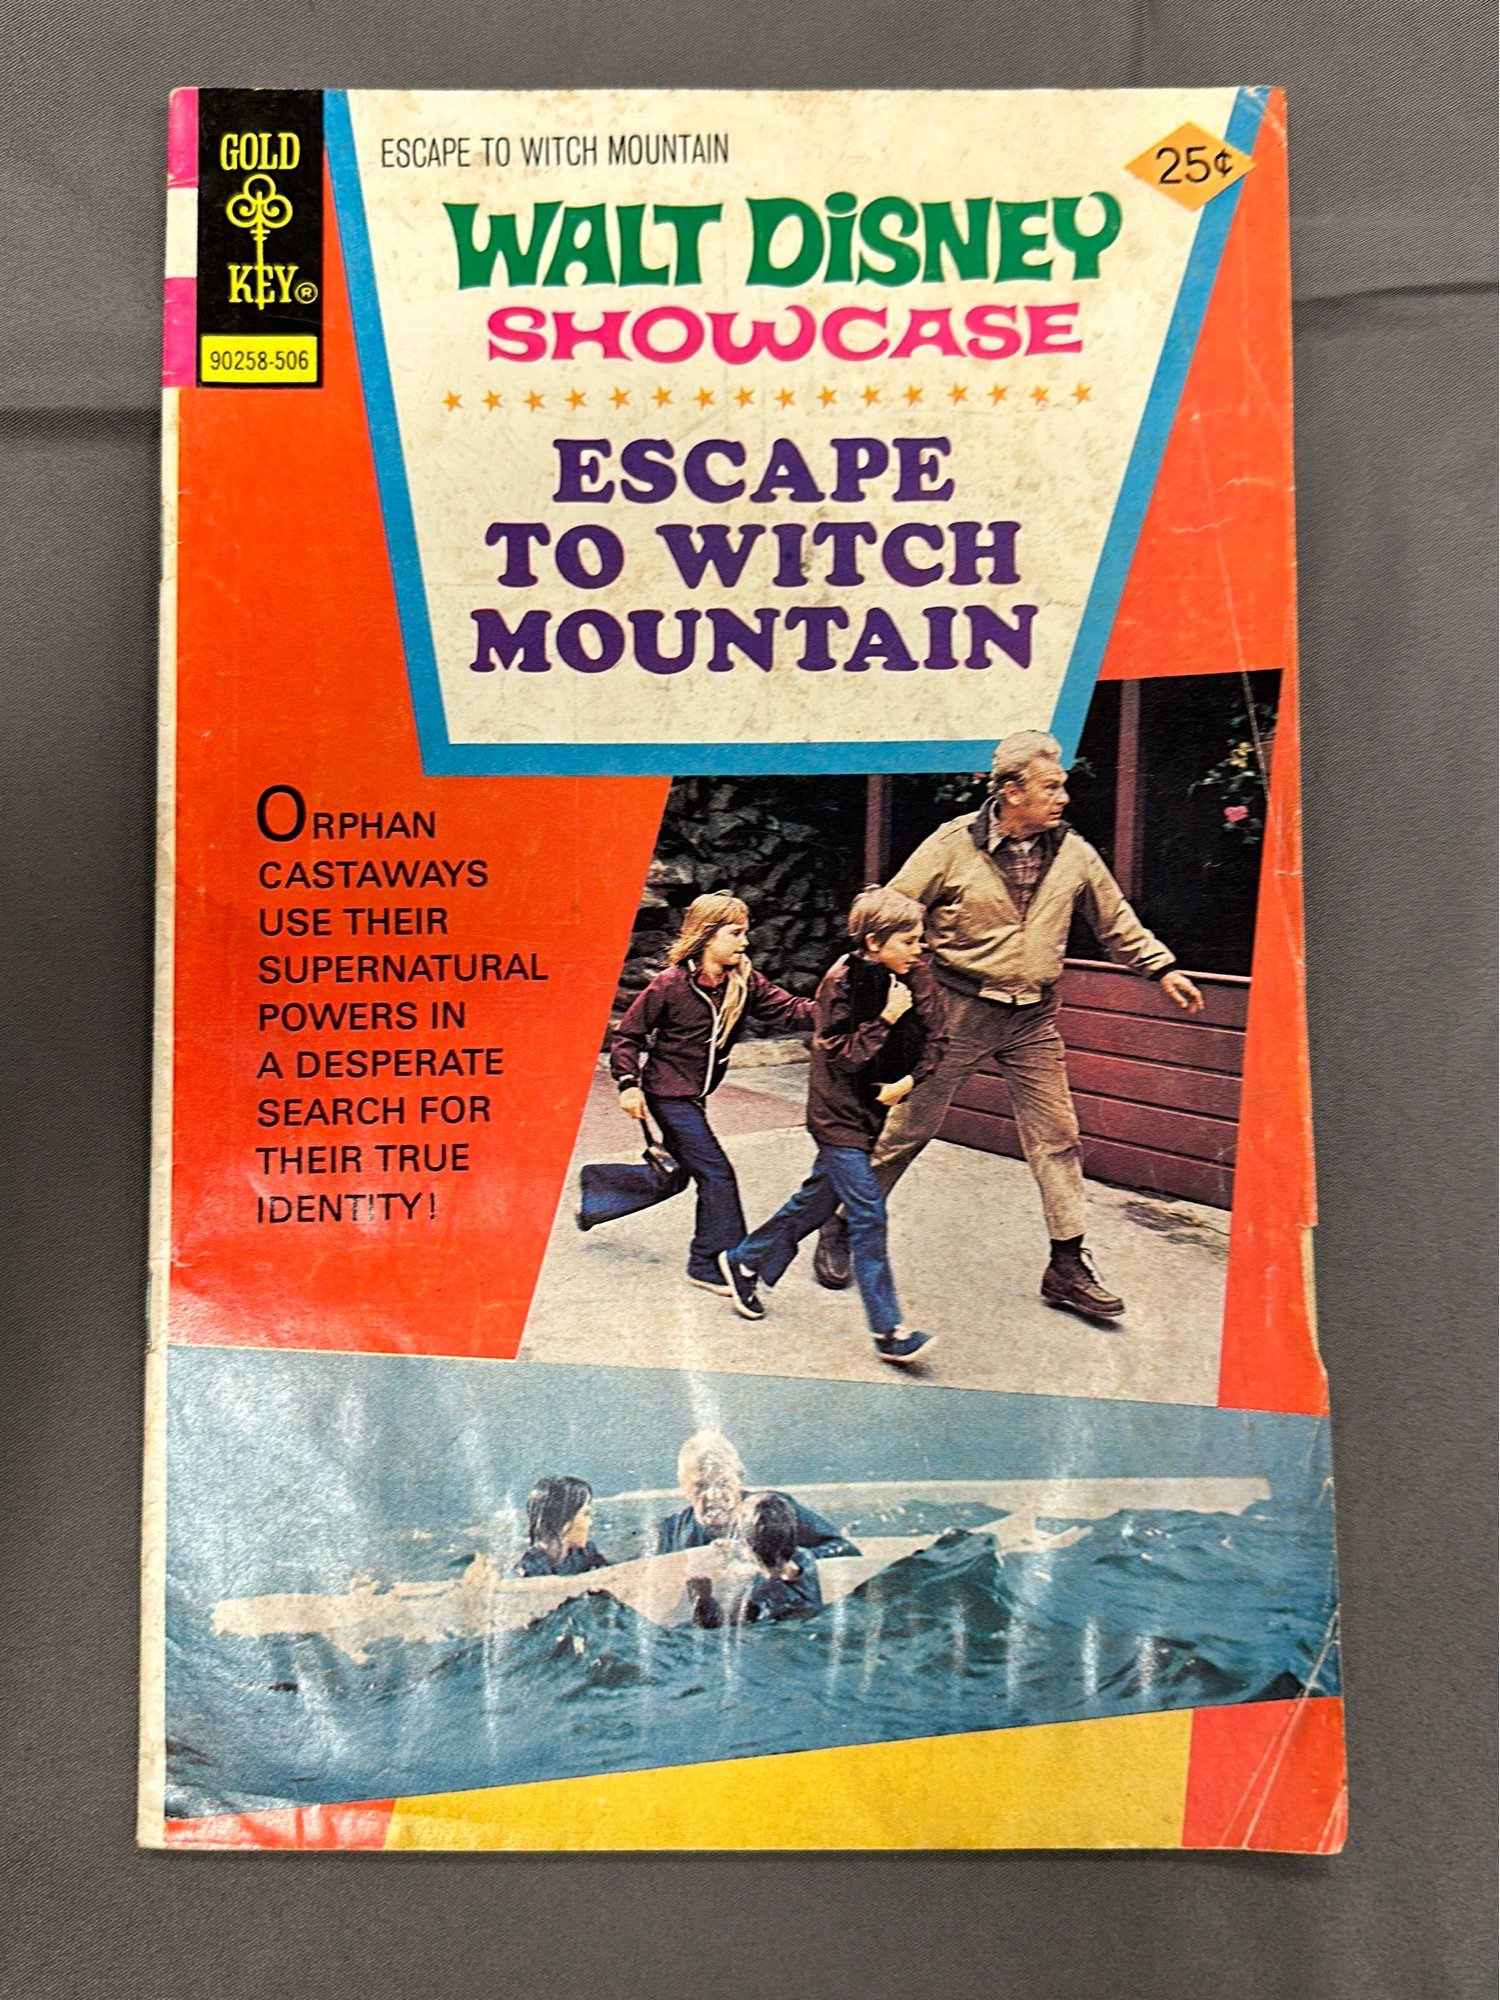 GOLD
KEY®
90258-506
ESCAPE TO WITCH MOUNTAIN
25¢
WALT DiSNEY
SHOWCASE
ESCAPE
TO WITCH
MOUNTAIN
ORPHAN
CASTAWAYS
USE THEIR
SUPERNATURAL
POWERS IN
A DESPERATE
SEARCH FOR
THEIR TRUE
IDENTITY!